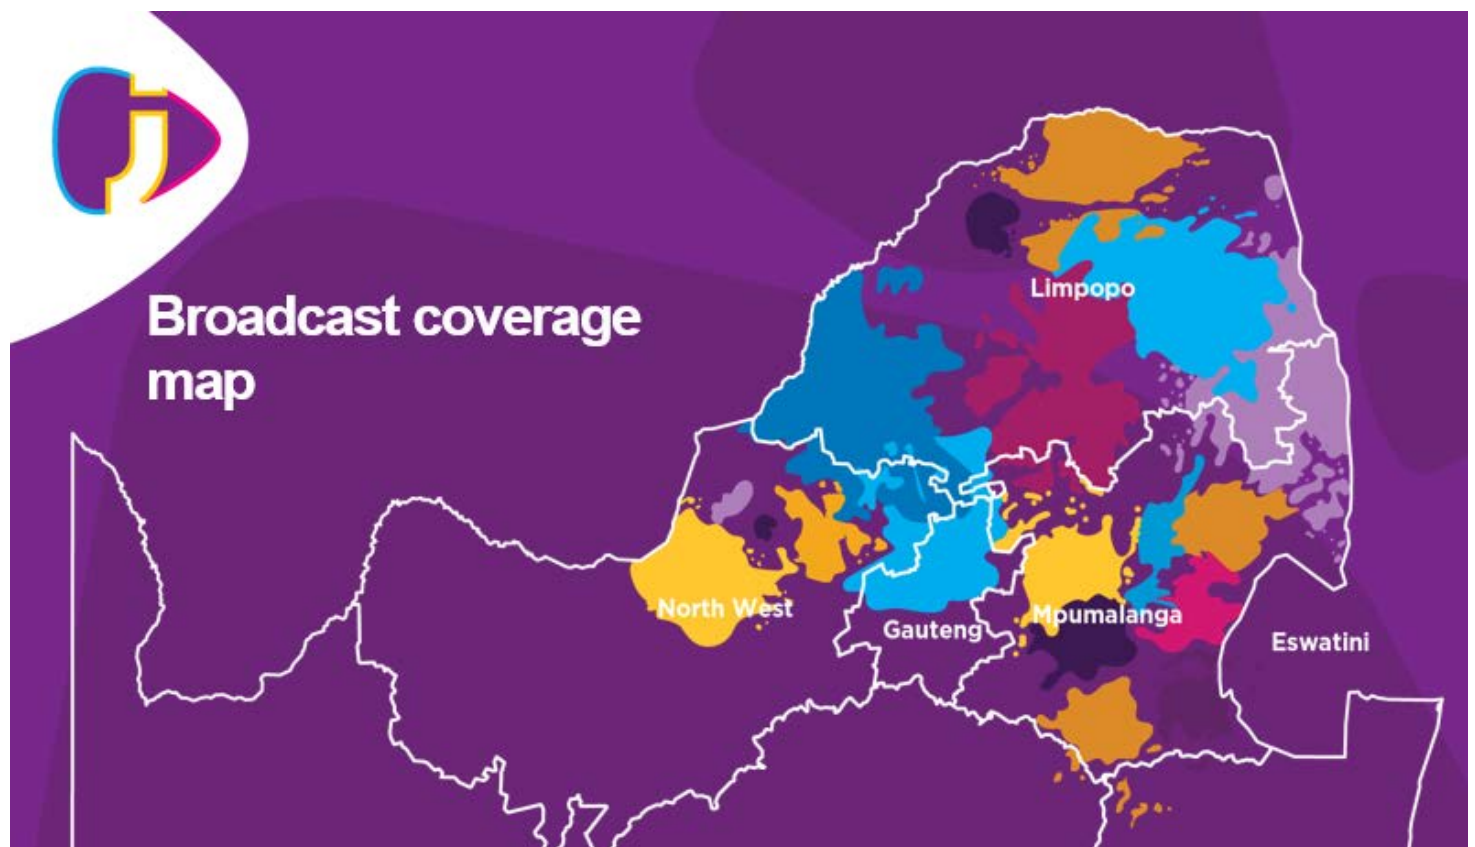 Broadcast coverage
map
Limpopo
North West
Mpumalanga
Gauteng
Eswatini